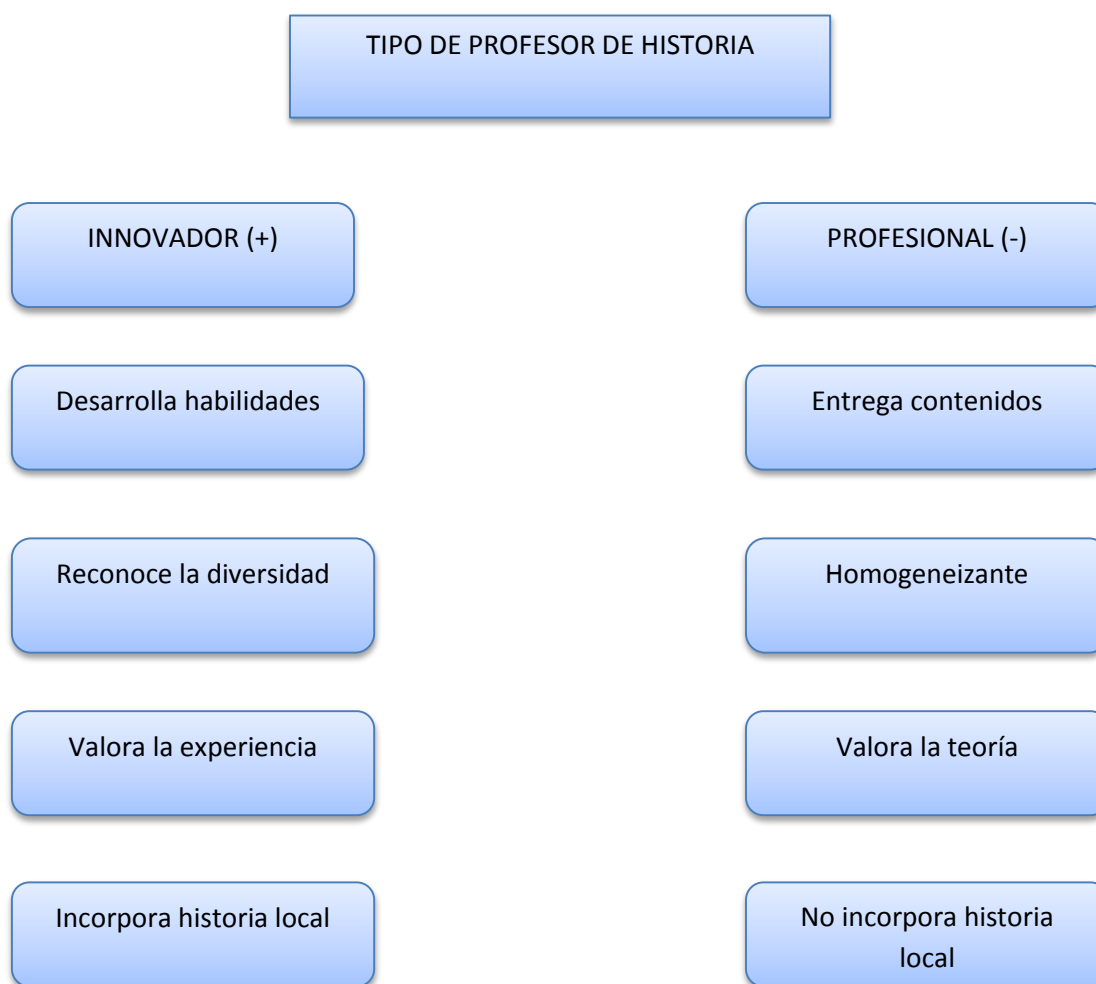 TIPO DE PROFESOR DE HISTORIA
INNOVADOR (+)
PROFESIONAL (-)
Desarrolla habilidades
Entrega contenidos
Reconoce la diversidad
Homogeneizante
Valora la experiencia
Valora la teoría
Incorpora historia local
No incorpora historia
local